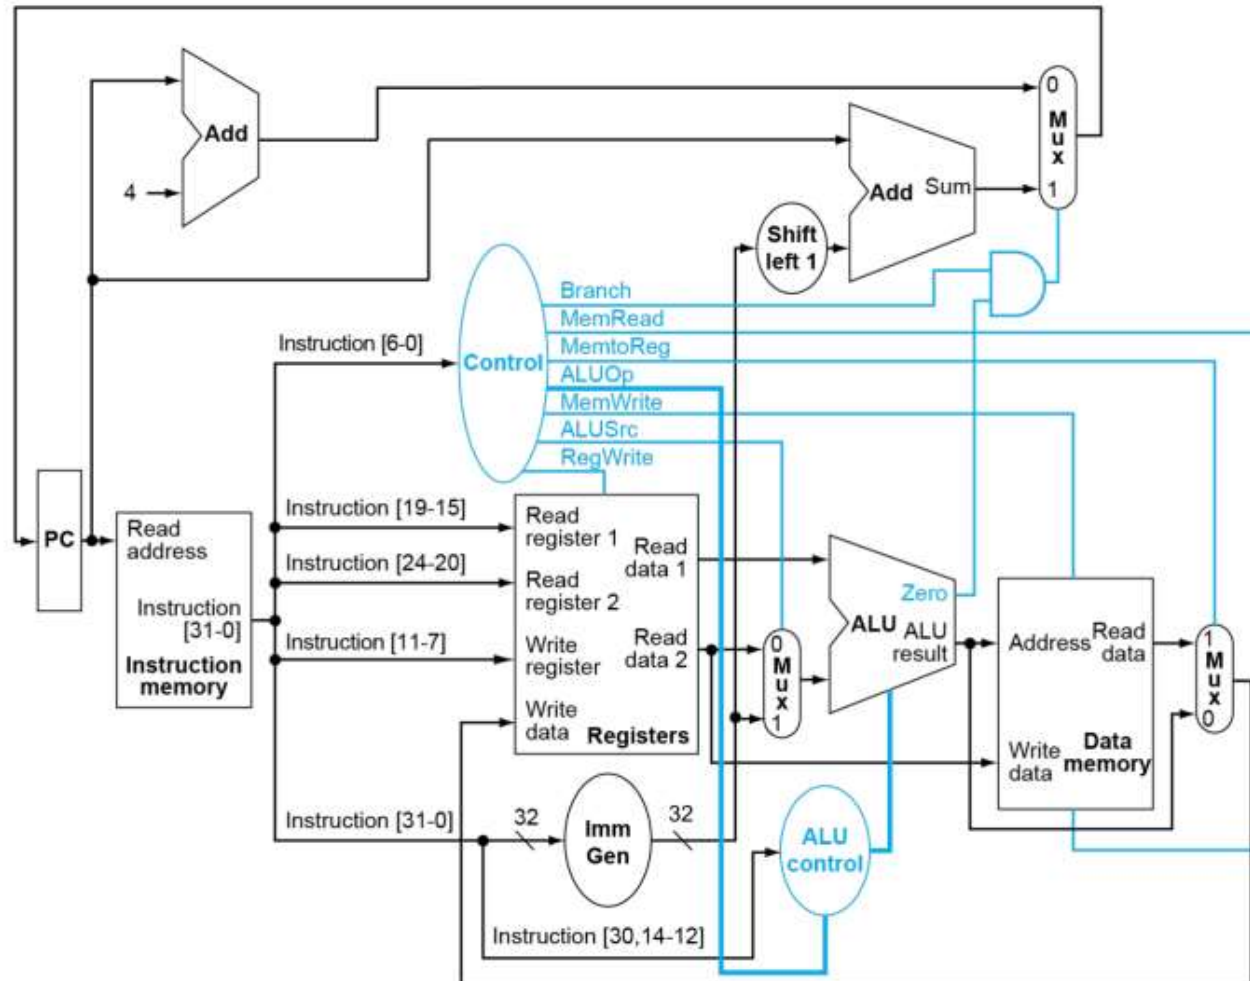 Add
4
0
Mux
1
Add Sum
Shift
left 1
Branch
MemRead
MemtoReg
ALUOp
MemWrite
ALUSrc
RegWrite
Control
Instruction [6-0]
PC
Read
address
Instruction
[31-0]
Instruction
memory
Instruction [19-15]
Instruction [24-20]
Instruction [11-7]
Instruction [31-0]
Read
register 1
Read
register 2
Write
register
Write
data
Read
data 1
Read
data 2
Registers
0
Mux
1
Zero
ALU
ALU
result
Address
Read
data
Write
data
Data
memory
1
Mux
0
32
Imm
Gen
32
ALU
control
Instruction [30,14-12]